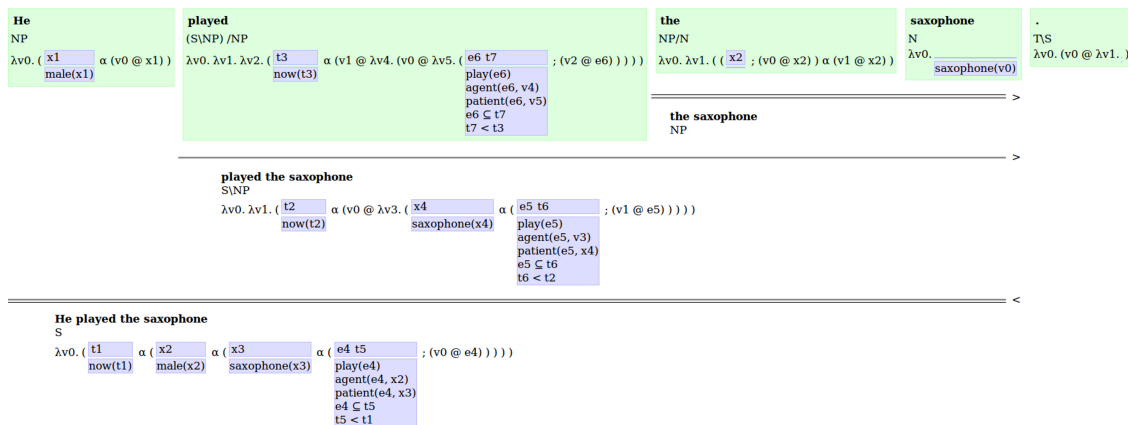 He played the saxophone .
NP (S\NP) /NP NP/N N T\S
λv0. ( x1 α (v0 @ x1) ) λv0. λv1. λv2. ( t3 α (v1 @ λv4. (v0 @ λv5. ( e6 t7 ; (v2 @ e6) ) ) ) ) λv0. λv1. ( ( x2 ; (v0 @ x2) ) α (v1 @ x2) ) λv0. λv0. (v0 @ λv1. )
male(x1) now(t3) play(e6) saxophone(v0)
agent(e6, v4)
patient(e6, v5)
e6 ⊆ t7
t7 < t3
>
the saxophone
NP
>
played the saxophone
S\NP
λv0. λv1. ( t2 α (v0 @ λv3. ( x4 α ( e5 t6 ; (v1 @ e5) ) ) ) )
now(t2) saxophone(x4) play(e5)
agent(e5, v3)
patient(e5, x4)
e5 ⊆ t6
t6 < t2
<
He played the saxophone
S
λv0. ( t1 α ( x2 α ( x3 α ( e4 t5 ; (v0 @ e4) ) ) ) )
now(t1) male(x2) saxophone(x3) play(e4)
agent(e4, x2)
patient(e4, x3)
e4 ⊆ t5
t5 < t1